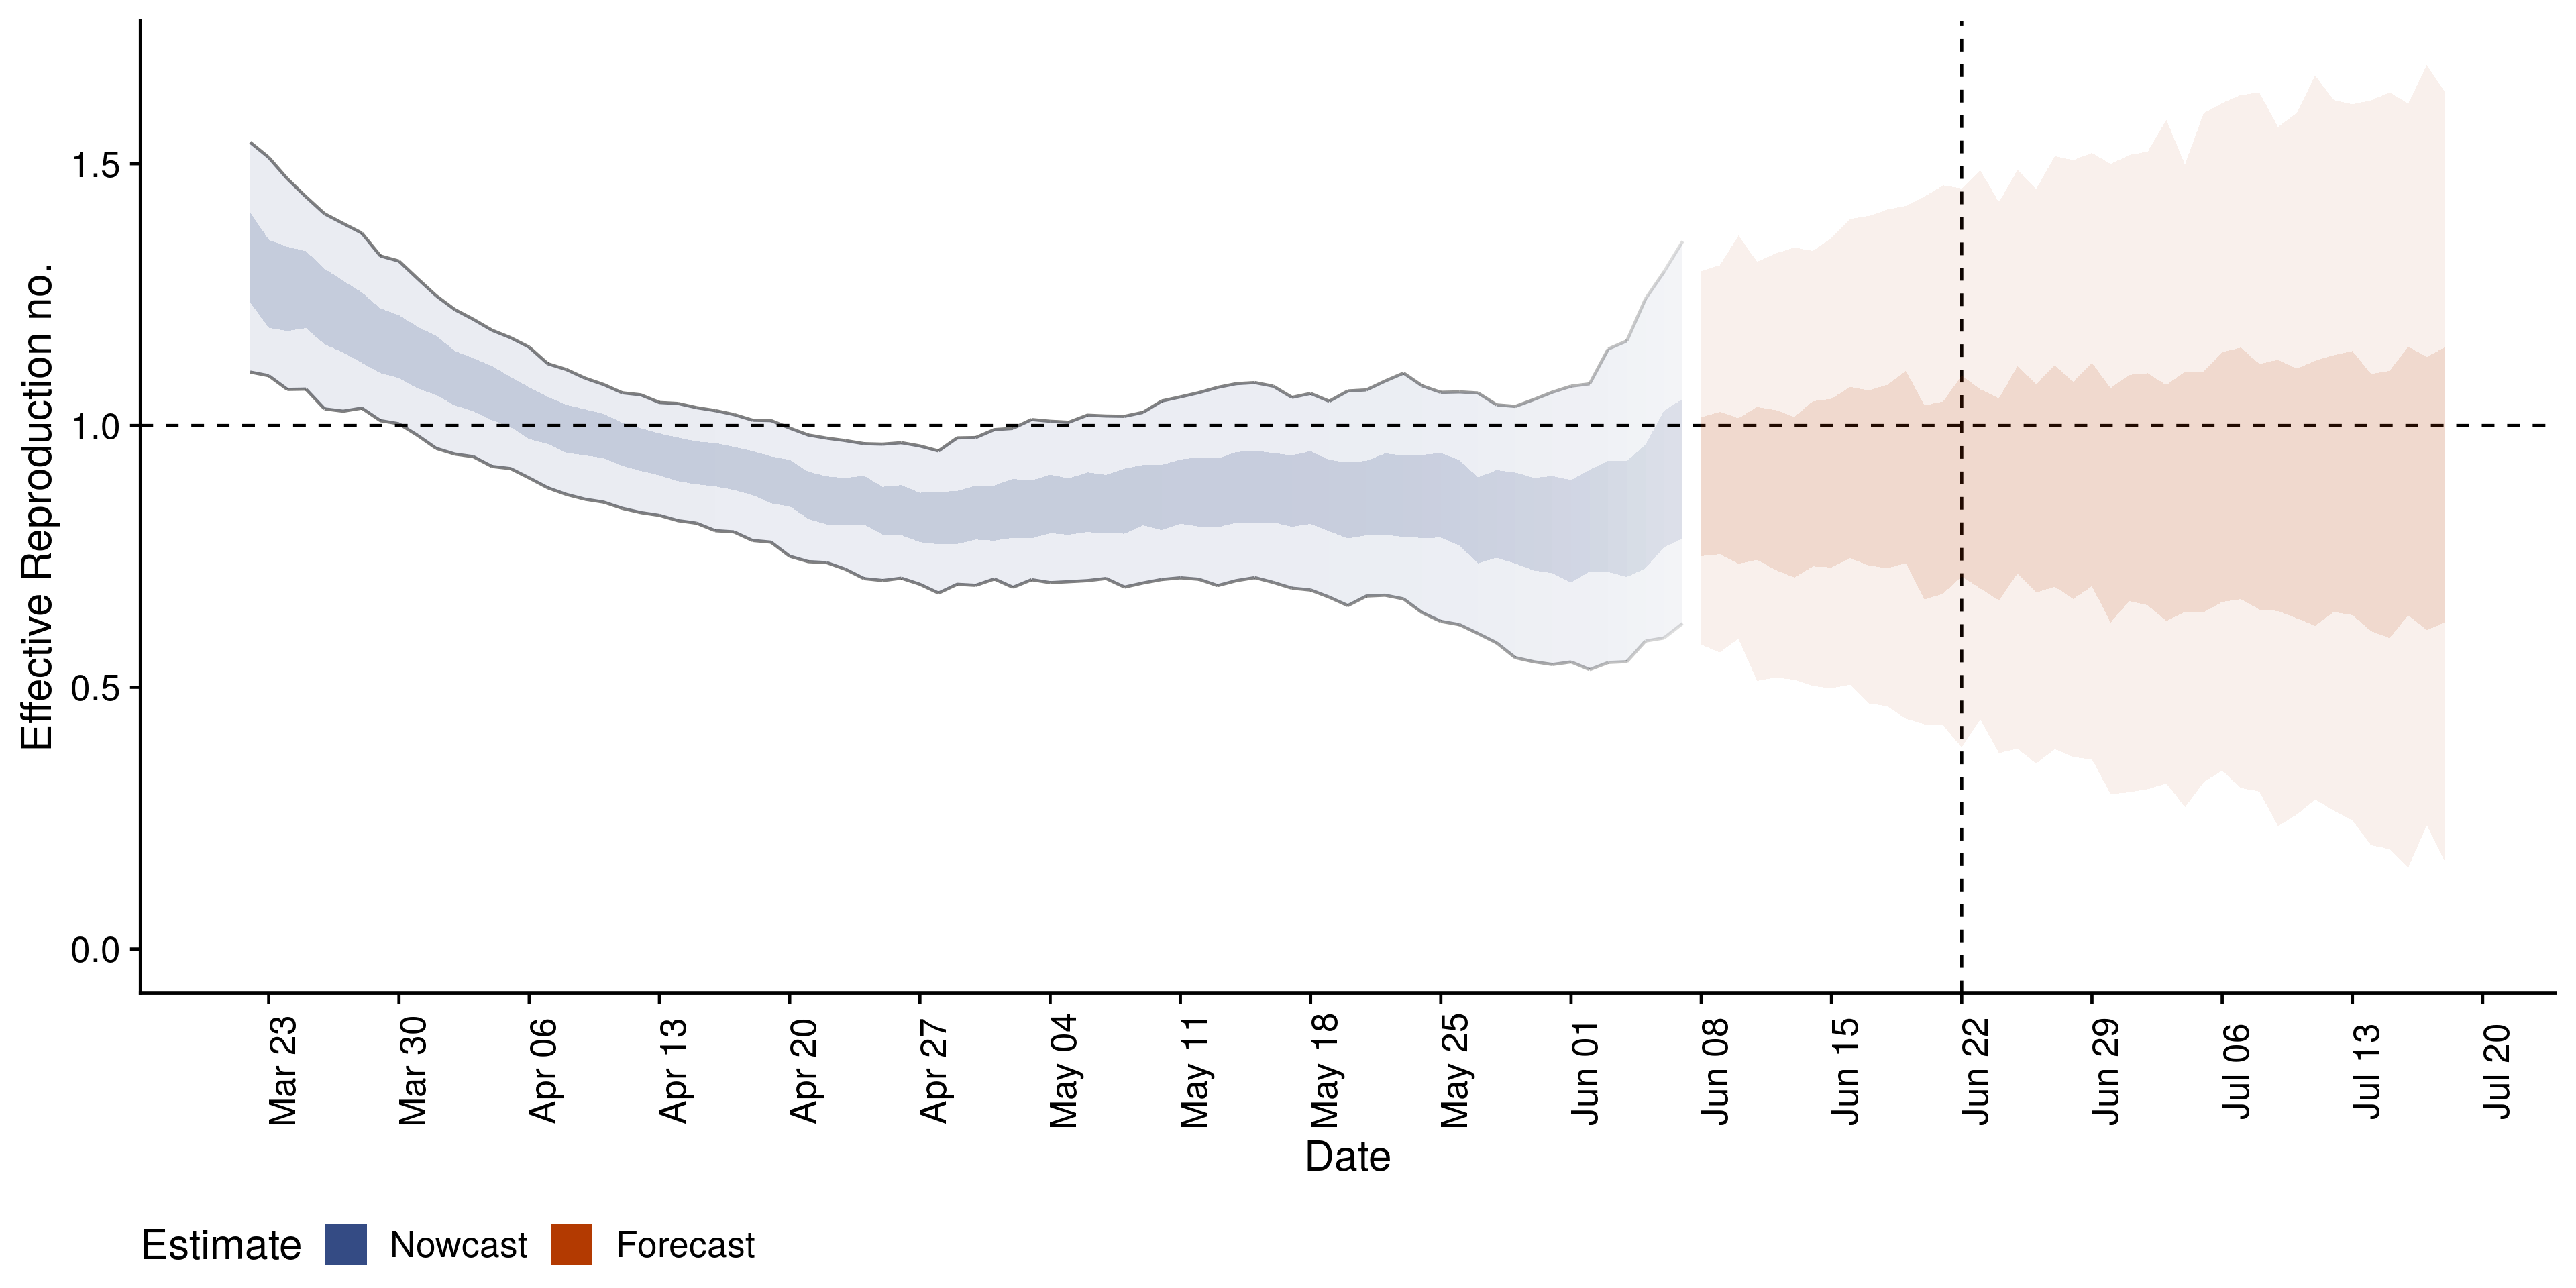 Effective Reproduction no.
1.5
1.0
0.5
0.0
Mar 23
Mar 30
Apr 06
Apr 13
Apr 20
Apr 27
May 04
May 11
May 18
May 25
Jun 01
Jun 08
Jun 15
Jun 22
Jun 29
Jul 06
Jul 13
Jul 20
Date
Estimate Nowcast Forecast